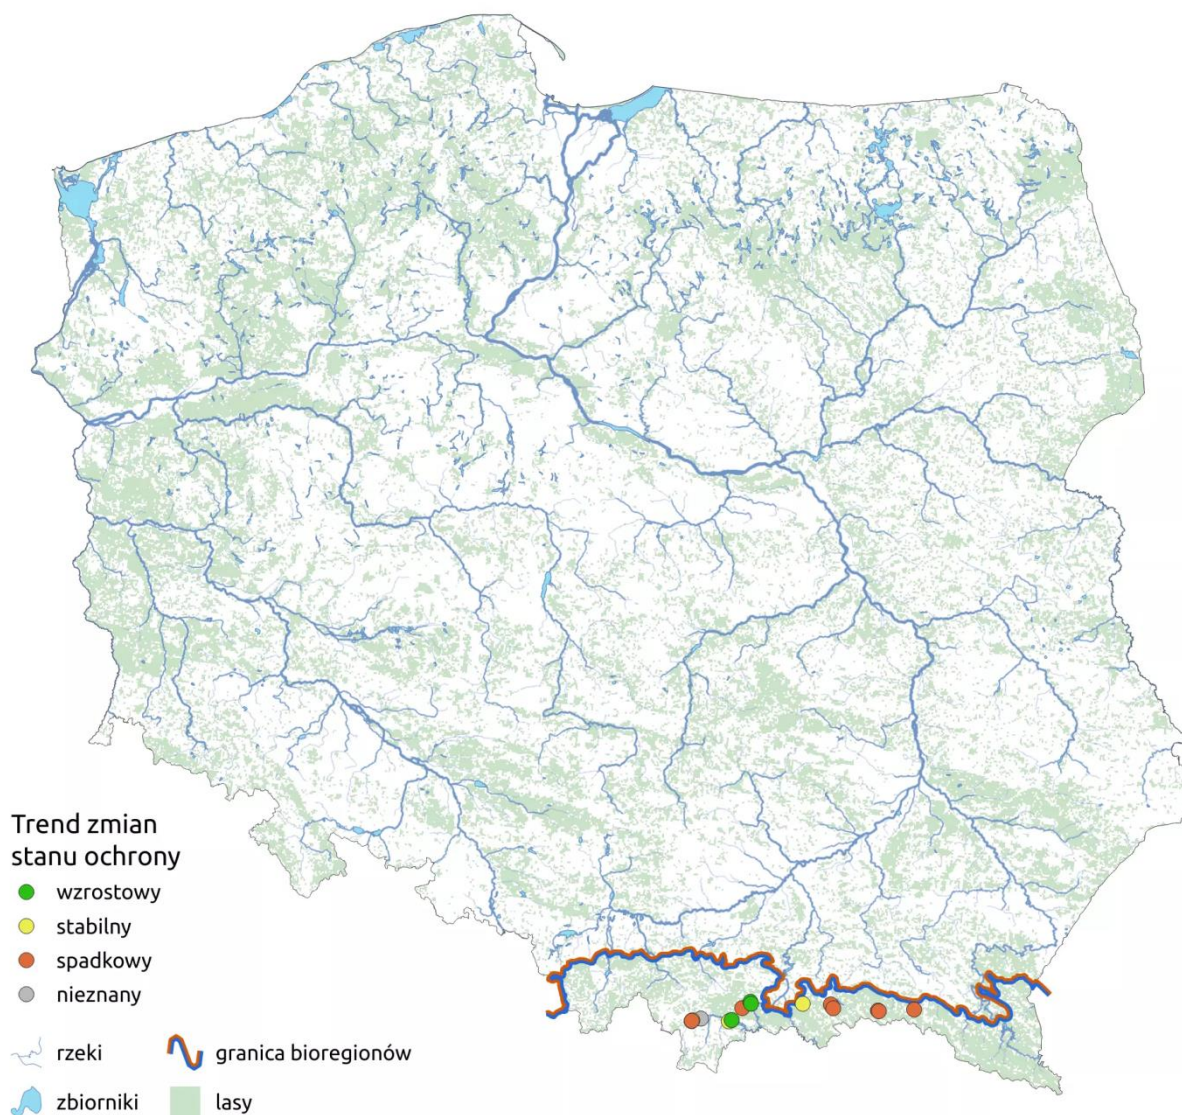 Trend zmian
stanu ochrony
wzrostowy
stabilny
spadkowy
nieznany
rzeki
granica bioregionów
zbiorniki
lasy